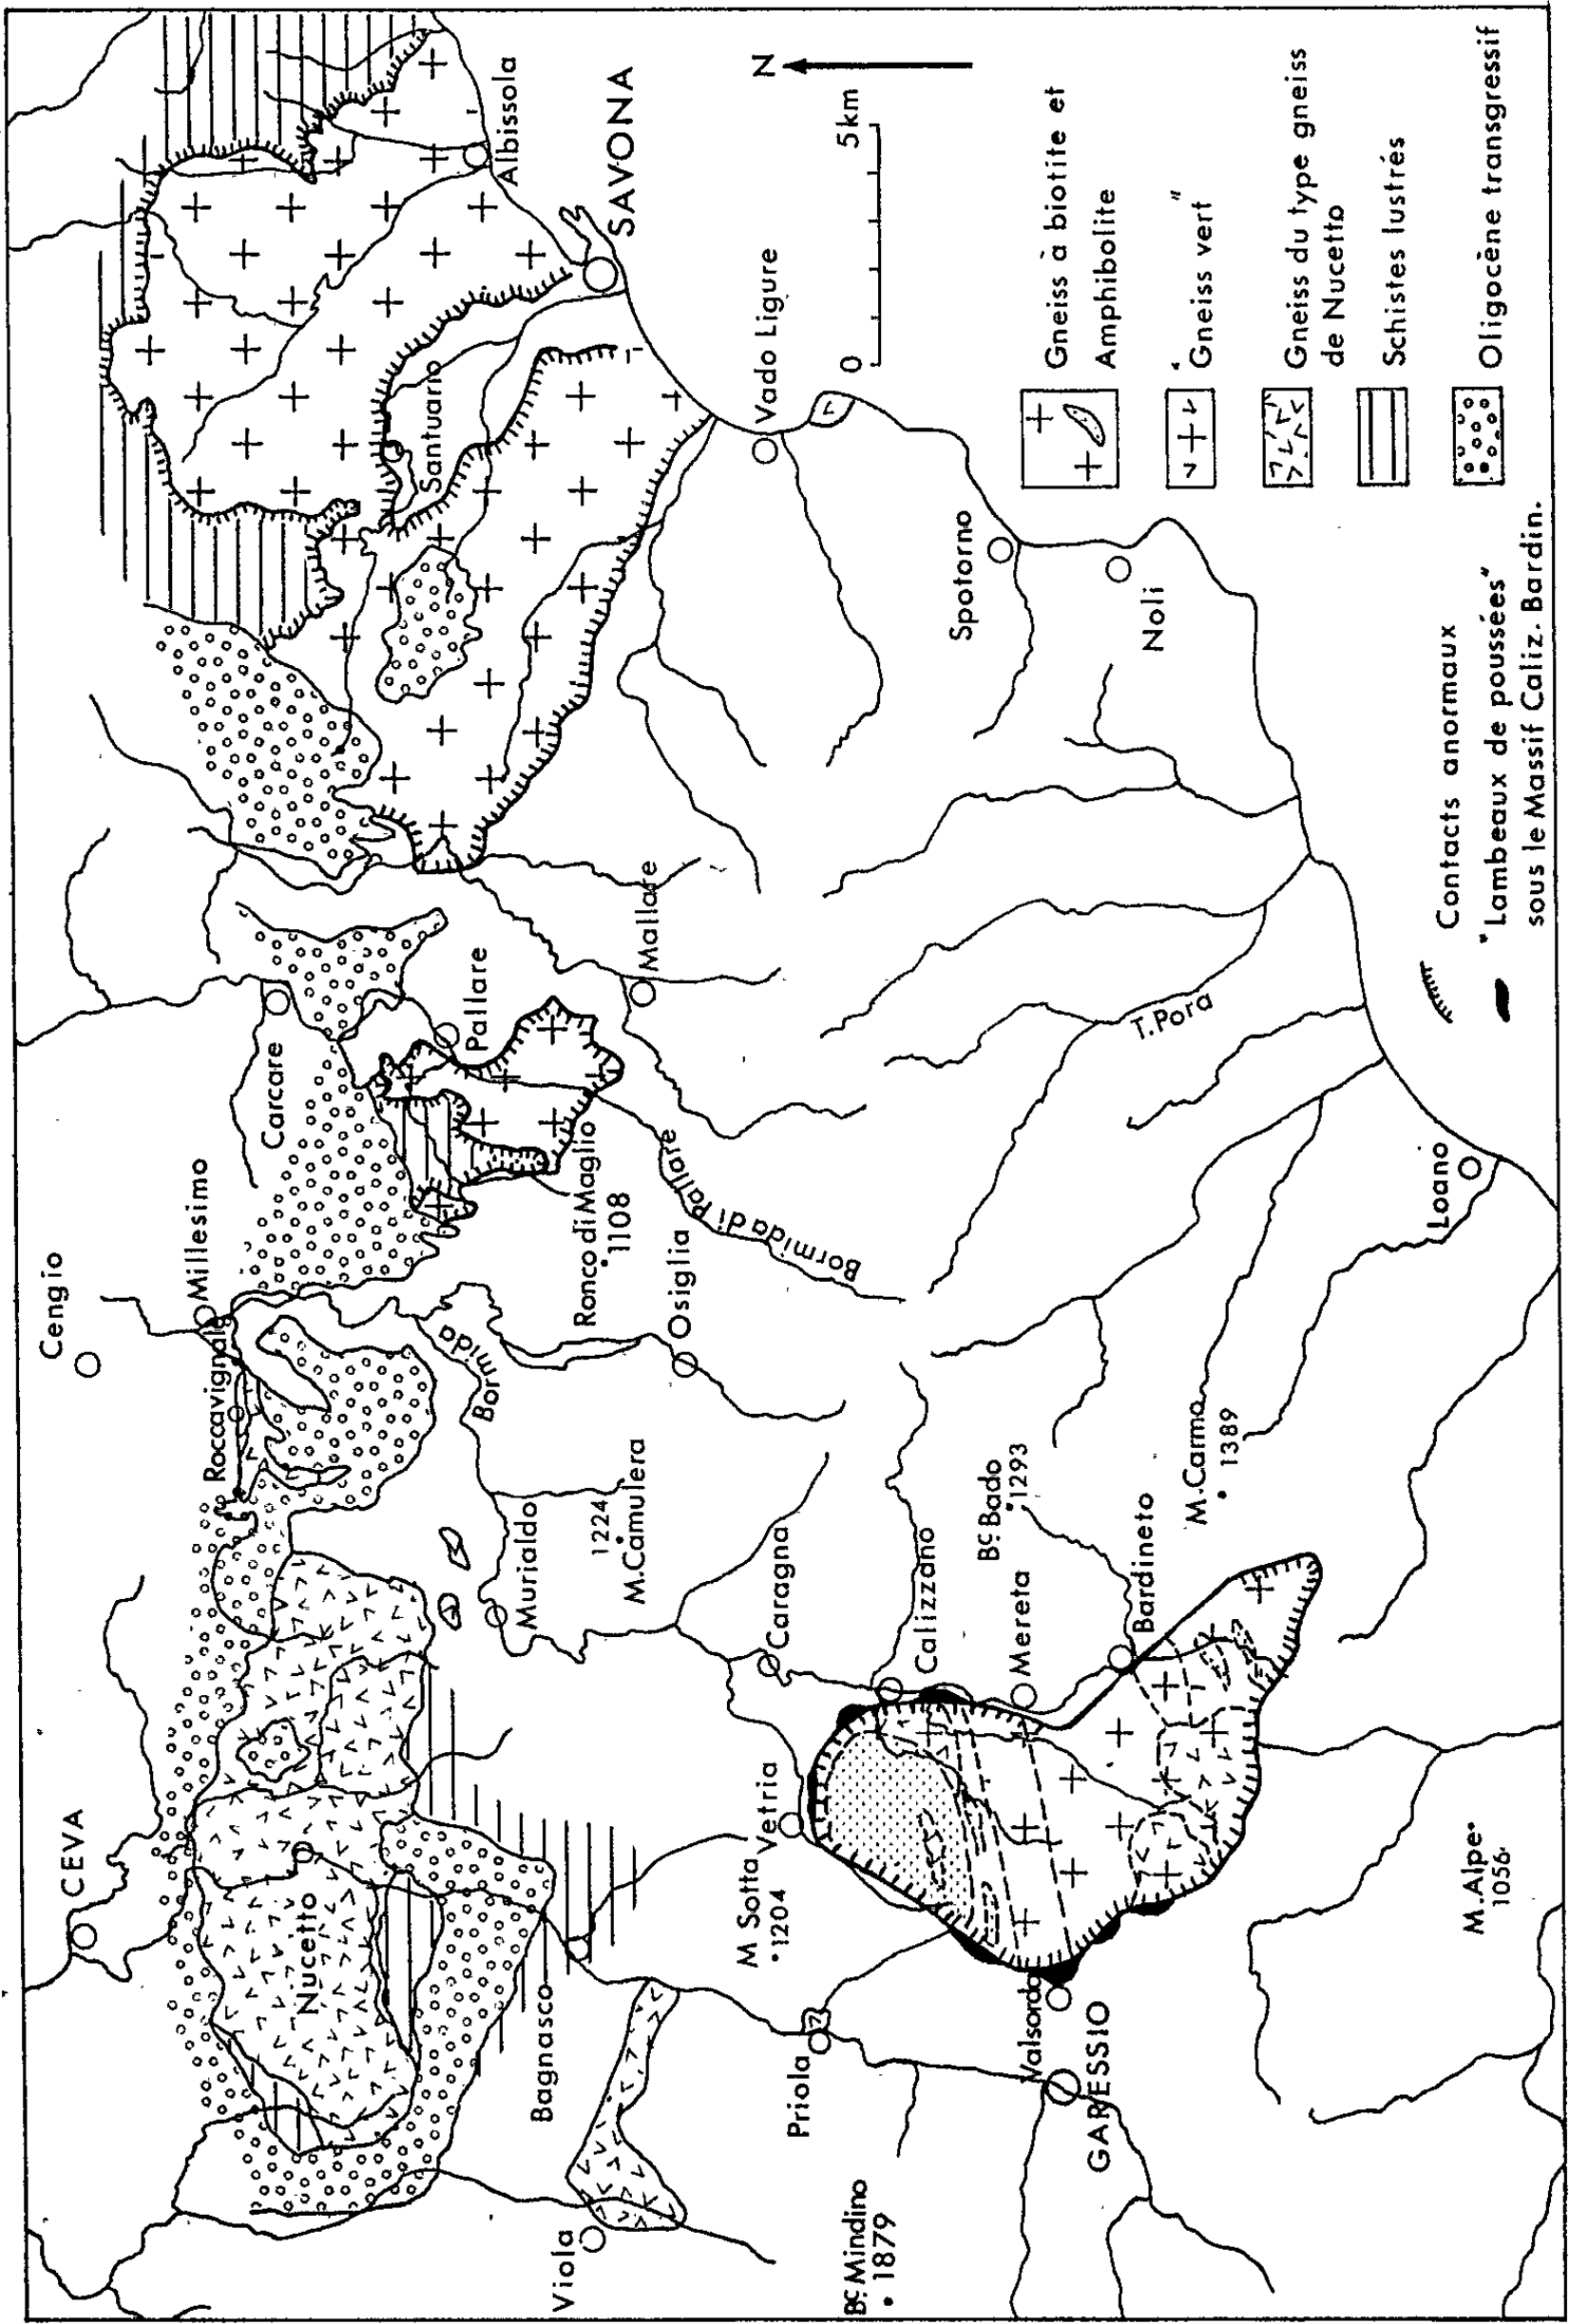 CEVA
Cengio
Millesimo
Roccavignale
Carcare
Nucetto
Santuario
Albissola
SAVONA
Pallare
Bormida
Murialdo
Bagnasco
Viola
Ronco di Maglio
1108
Mallare
1224
M.Camulera
Osiglia
Bormida di Pallare
Vado Ligure
N
M Sotta
1204
Vetria
Caragna
Priola
Bc. Mindino
1879
Calizzano
0 5km
Bc. Bado
1293
Mereta
Spotorno
Valsorda
GARESSIO
Bardineto
T.Pora
Noli
M.Carmo
1389
Loano
M.Alpe
1056
Gneiss à biotite et
Amphibolite
"Gneiss vert"
Gneiss du type gneiss
de Nucetto
Schistes lustrés
Oligocène transgressif
Contacts anormaux
"Lambeaux de poussées"
sous le Massif Caliz. Bardin.